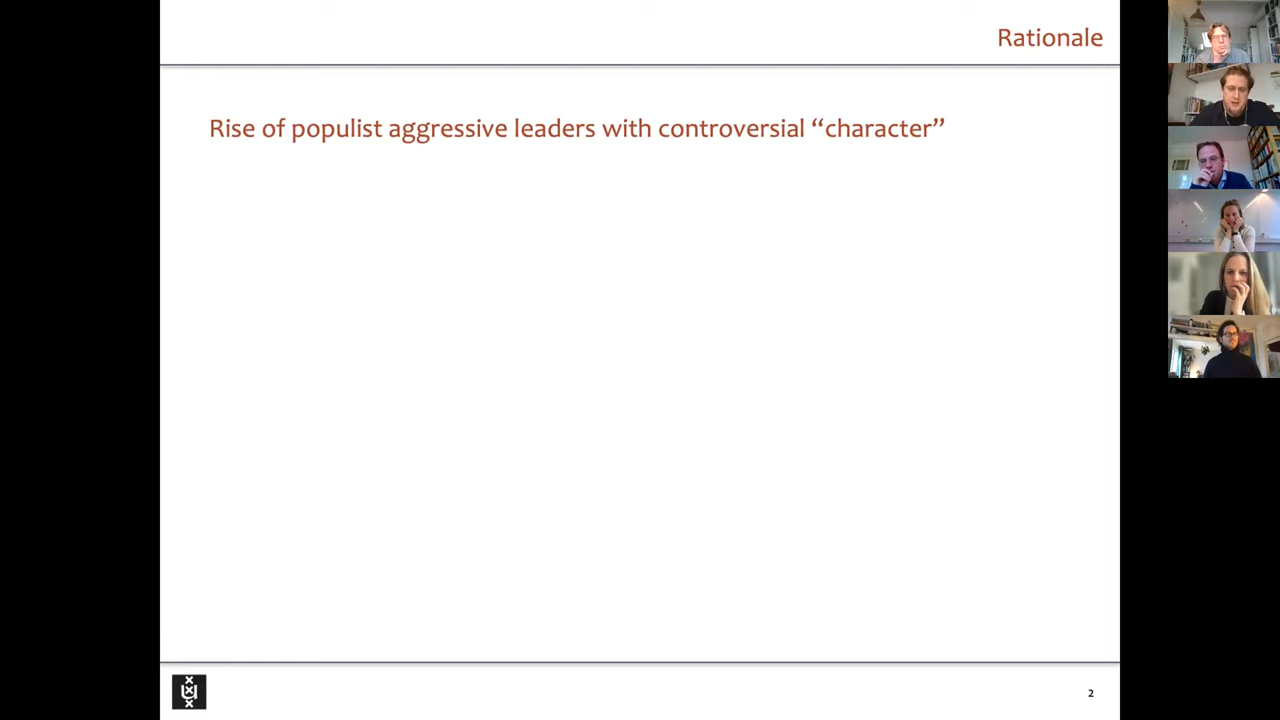 Rationale
Rise of populist aggressive leaders with controversial “character”
2